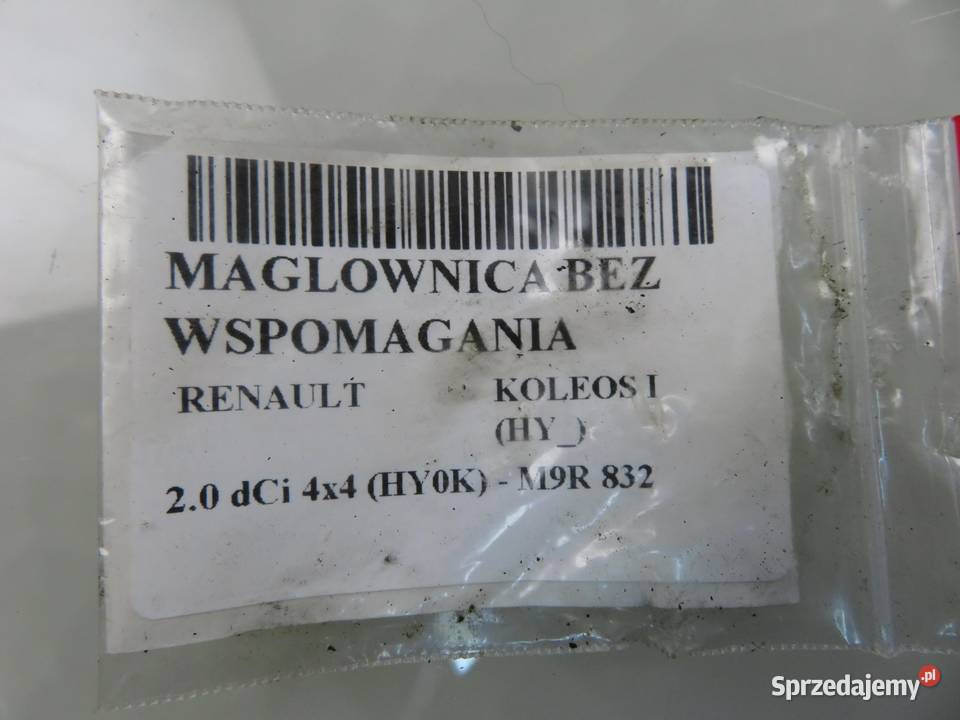 MAGLOWNICA BEZ
WSPOMAGANIA
RENAULT KOLEOS I
(HY_)
2.0 dCi 4x4 (HY0K) - M9R 832
Sprzedajemy.pl